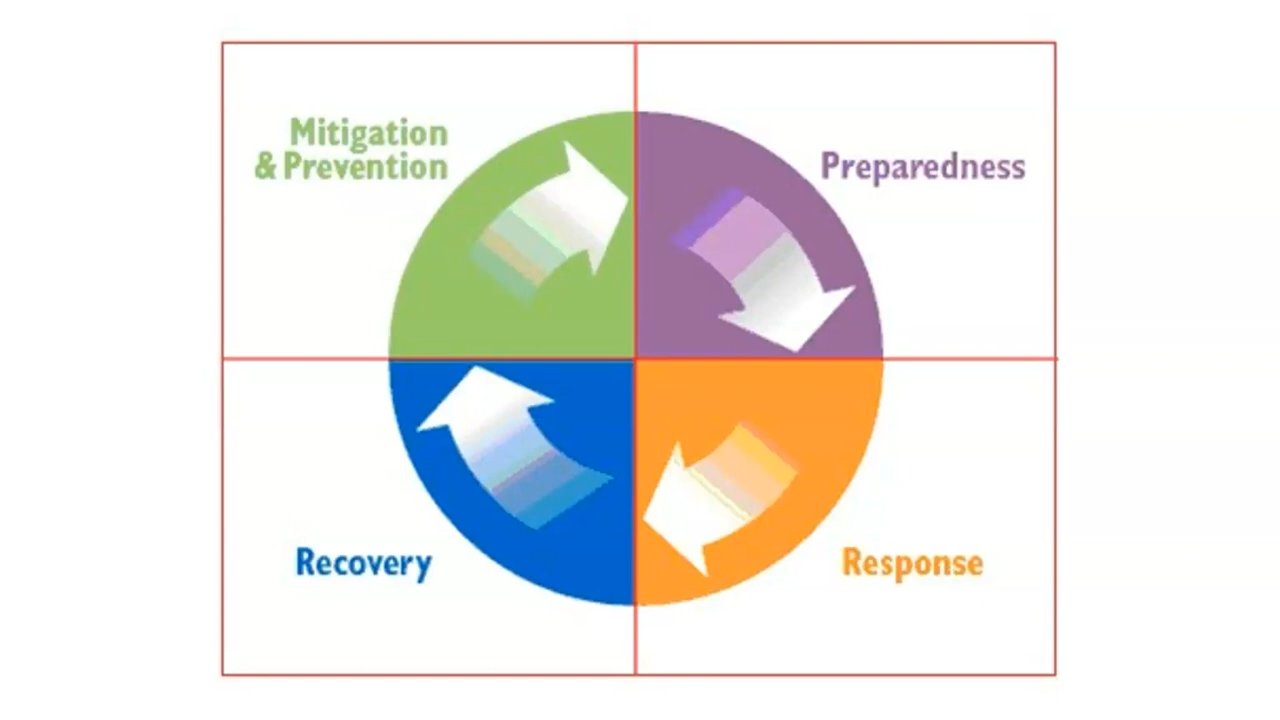 Mitigation
& Prevention
Preparedness
Recovery
Response